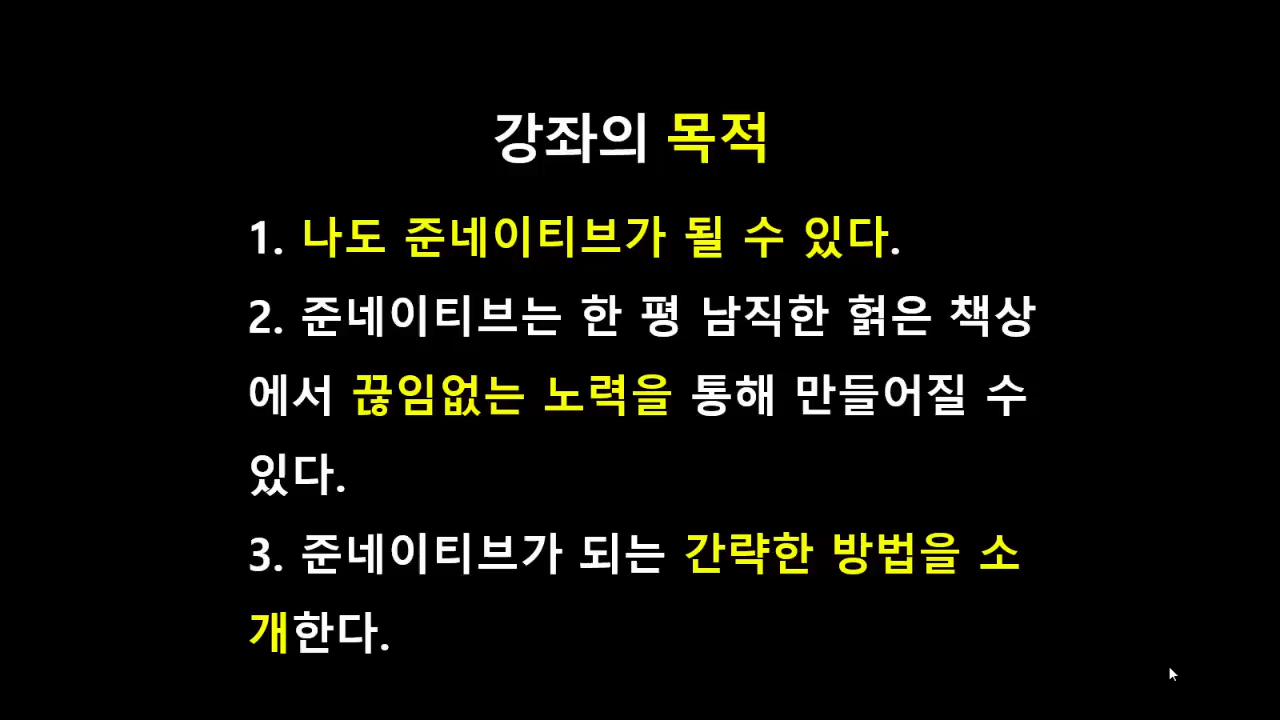 강좌의 목적
1. 나도 준네이티브가 될 수 있다.
2. 준네이티브는 한 평 남직한 헑은 책상
에서 끊임없는 노력을 통해 만들어질 수
있다.
3. 준네이티브가 되는 간략한 방법을 소
개한다.